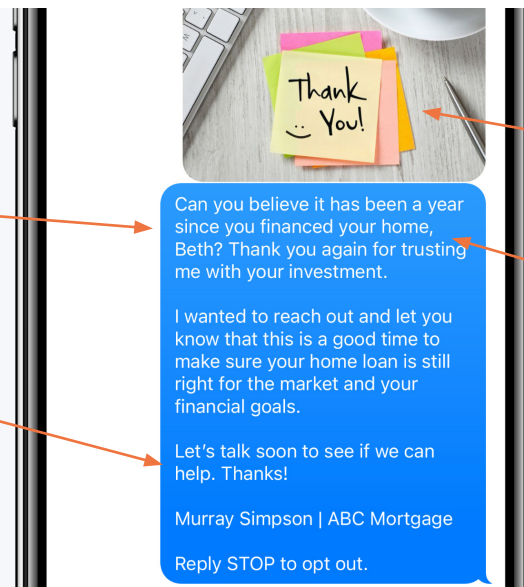 Thank
You!
Can you believe it has been a year
since you financed your home,
Beth? Thank you again for trusting
me with your investment.
I wanted to reach out and let you
know that this is a good time to
make sure your home loan is still
right for the market and your
financial goals.
Let’s talk soon to see if we can
help. Thanks!
Murray Simpson | ABC Mortgage
Reply STOP to opt out.